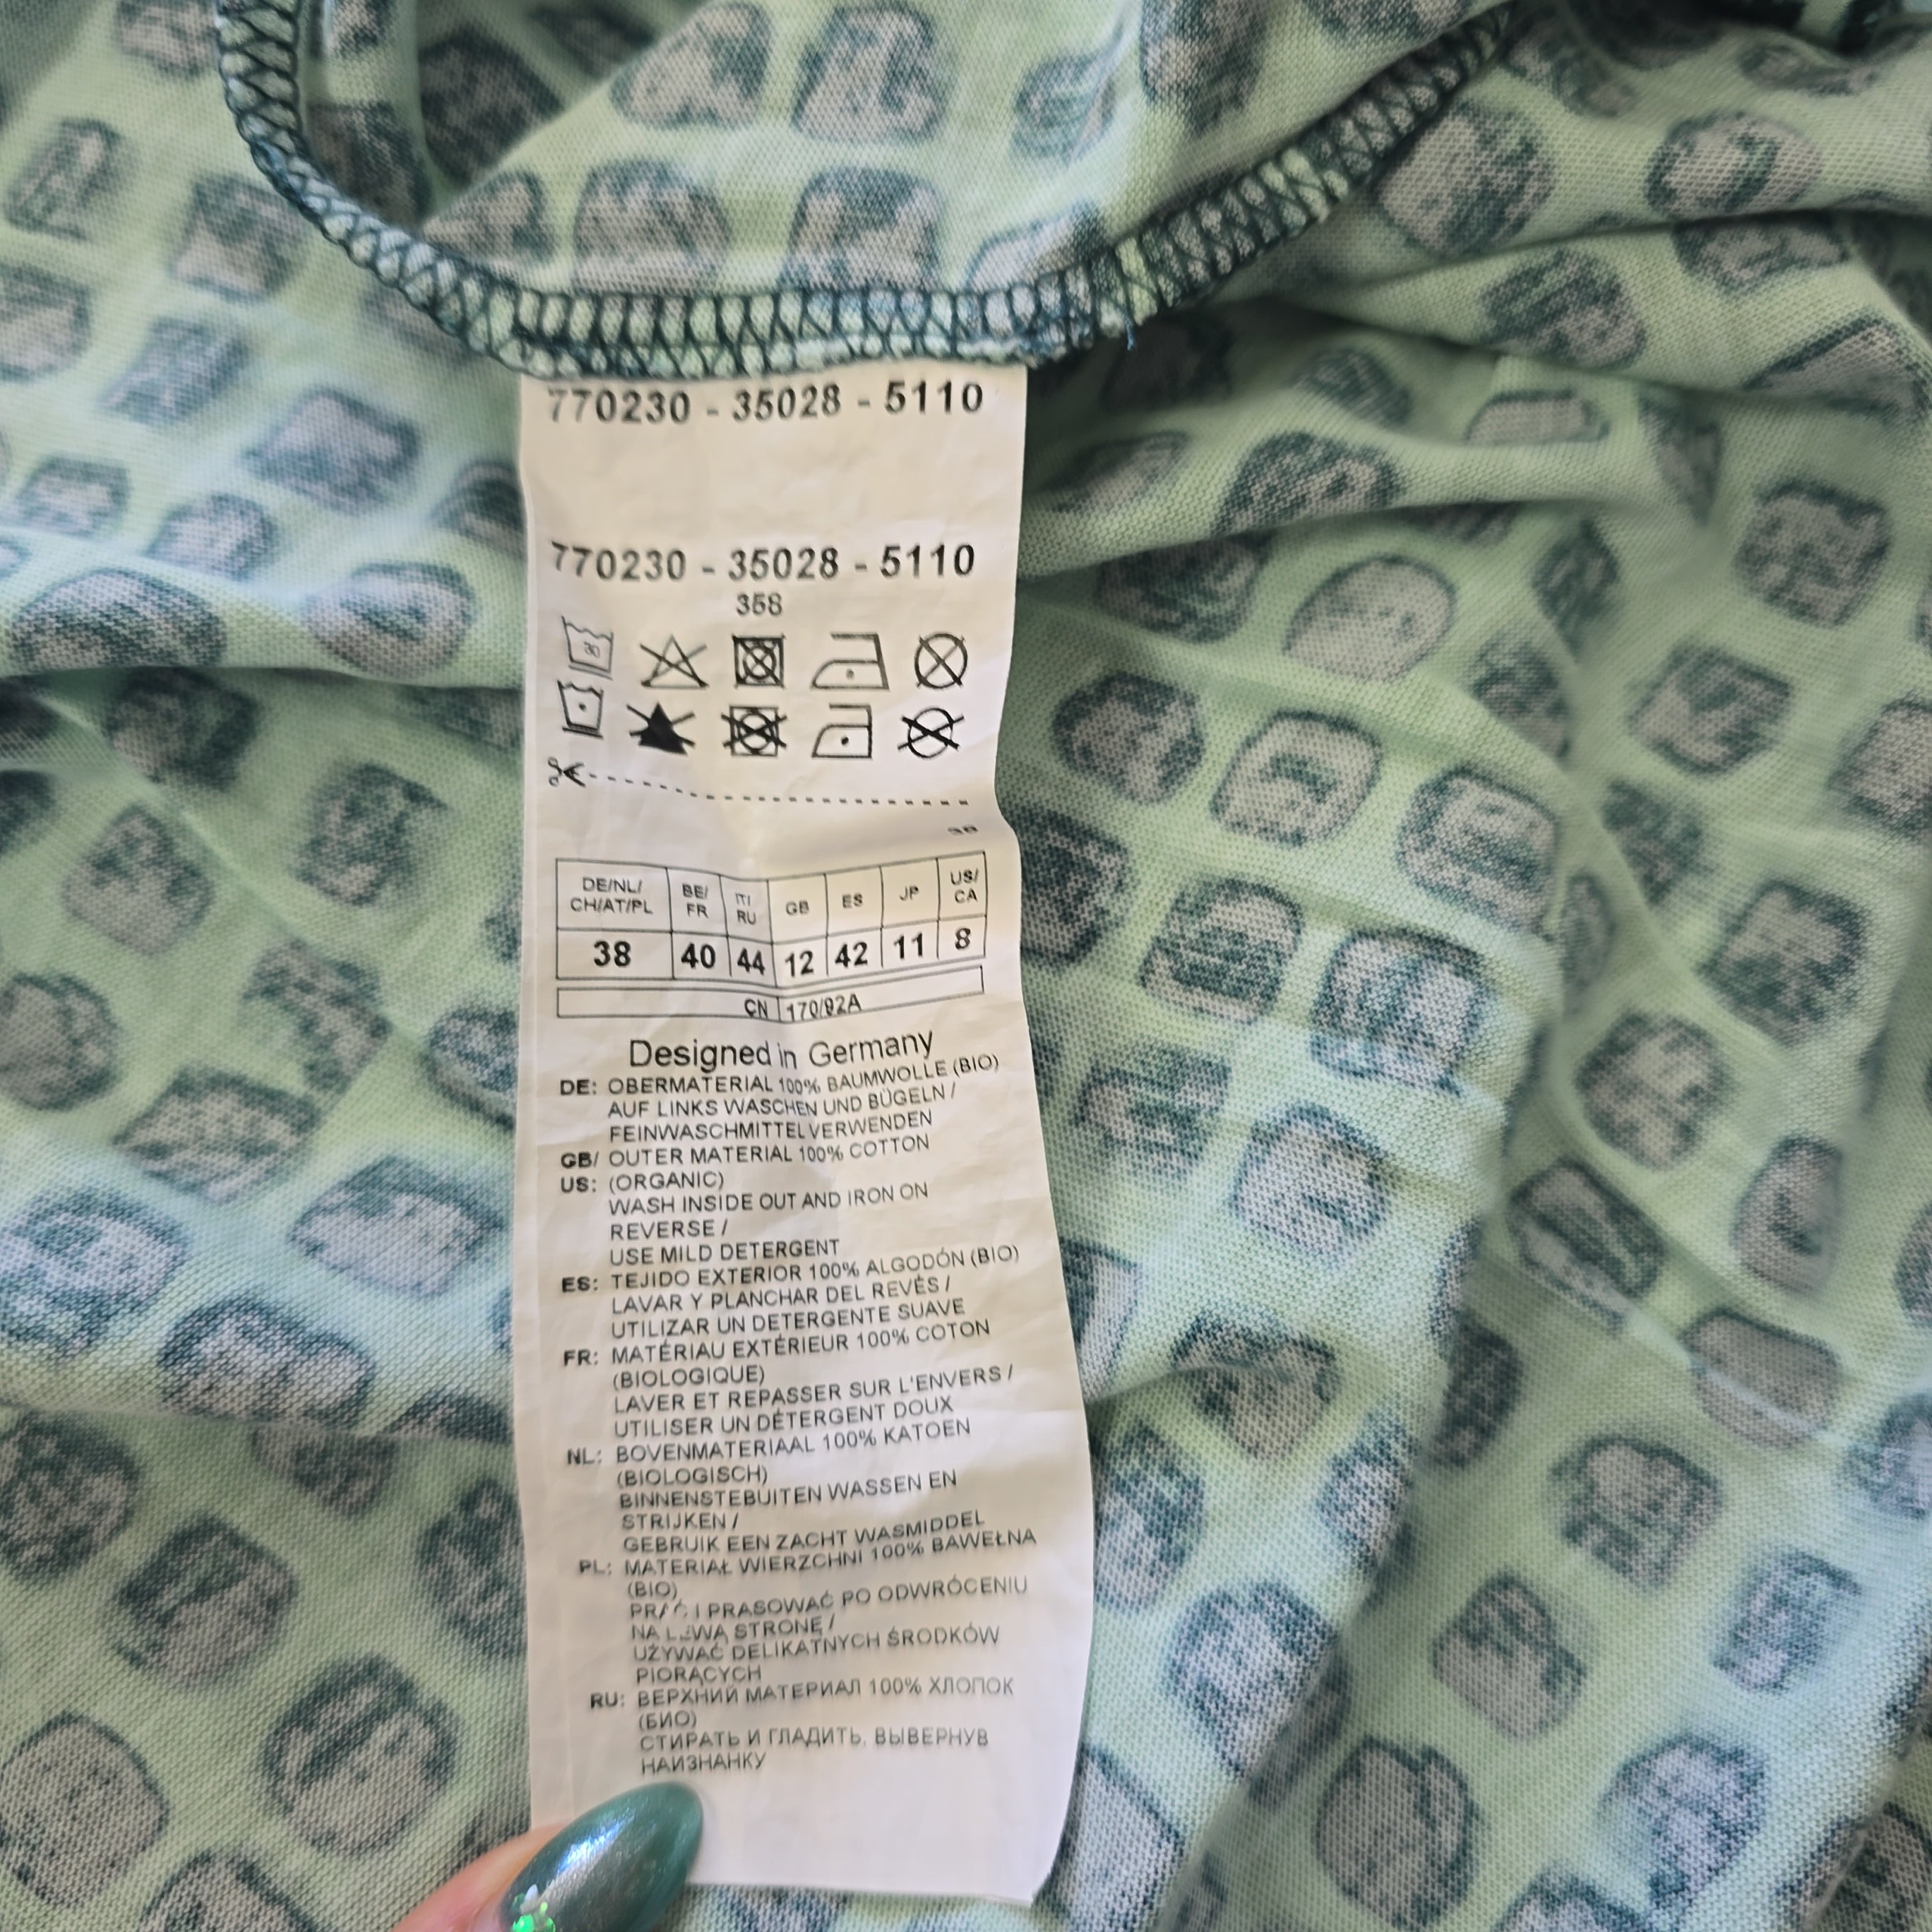 770230 - 35028 - 5110
770230 - 35028 - 5110
358
38
DE/NL/ CH/AT/PL BE/ FR IT/ RU GB ES JP US/ CA
38 40 44 12 42 11 8
CN 170/92A
Designed in Germany
DE: OBERMATERIAL 100% BAUMWOLLE (BIO)
AUF LINKS WASCHEN UND BÜGELN /
FEINWASCHMITTEL VERWENDEN
GB/ OUTER MATERIAL 100% COTTON
US: (ORGANIC)
WASH INSIDE OUT AND IRON ON
REVERSE /
USE MILD DETERGENT
ES: TEJIDO EXTERIOR 100% ALGODÓN (BIO)
LAVAR Y PLANCHAR DEL REVÉS /
UTILIZAR UN DETERGENTE SUAVE
FR: MATÉRIAU EXTÉRIEUR 100% COTON
(BIOLOGIQUE)
LAVER ET REPASSER SUR L'ENVERS /
UTILISER UN DÉTERGENT DOUX
NL: BOVENMATERIAAL 100% KATOEN
(BIOLOGISCH)
BINNENSTEBUITEN WASSEN EN
STRIJKEN /
GEBRUIK EEN ZACHT WASMIDDEL
PL: MATERIAŁ WIERZCHNI 100% BAWEŁNA
(BIO)
PRAĆ I PRASOWAĆ PO ODWRÓCENIU
NA LEWĄ STRONĘ /
UŻYWAĆ DELIKATNYCH ŚRODKÓW
PIORĄCYCH
RU: ВЕРХНИЙ МАТЕРИАЛ 100% ХЛОПОК
(БИО)
СТИРАТЬ И ГЛАДИТЬ, ВЫВЕРНУВ
НАИЗНАНКУ